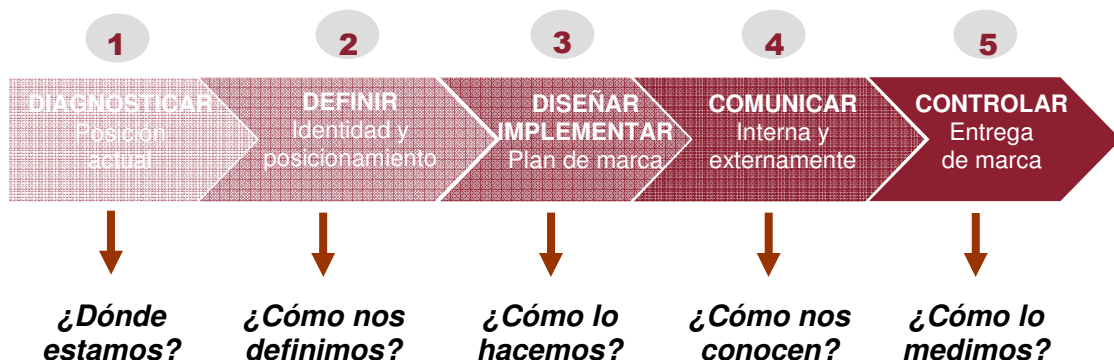 1
2
3
4
5
DIAGNOSTICAR
Posición
actual
DEFINIR
Identidad y
posicionamiento
DISEÑAR
IMPLEMENTAR
Plan de marca
COMUNICAR
Interna y
externamente
CONTROLAR
Entrega
de marca
¿Dónde
estamos?
¿Cómo nos
definimos?
¿Cómo lo
hacemos?
¿Cómo nos
conocen?
¿Cómo lo
medimos?